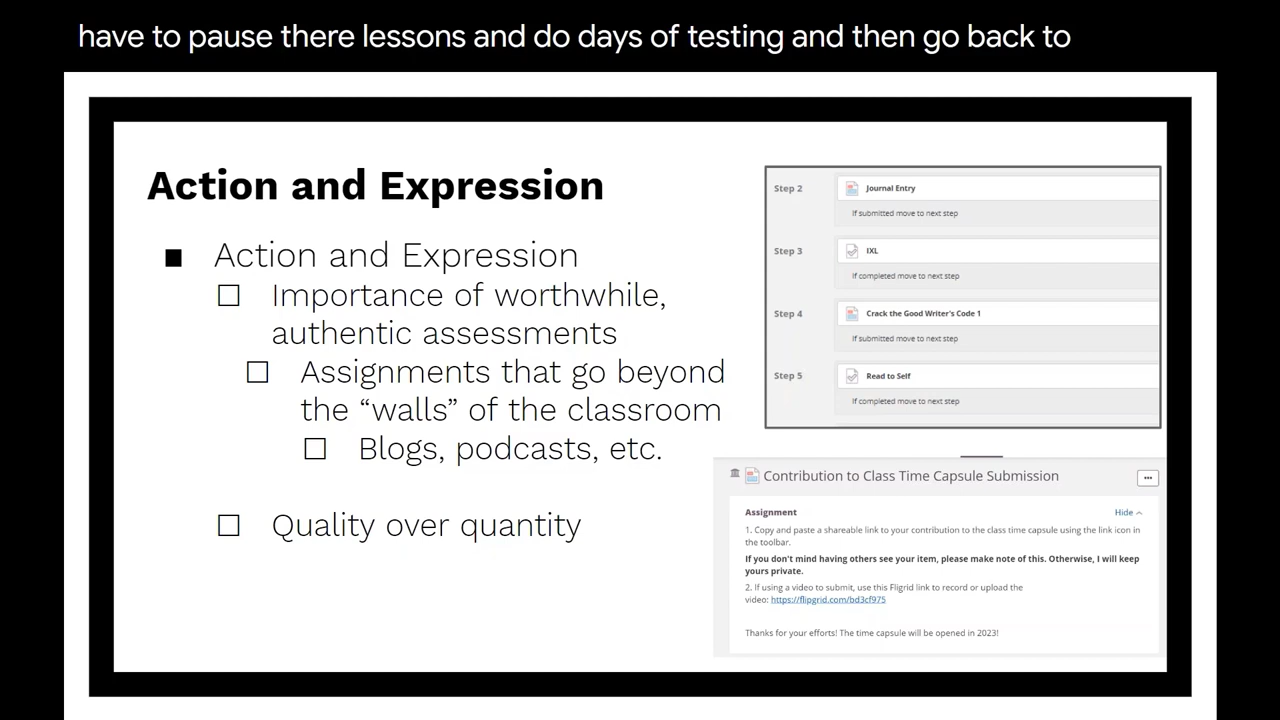 have to pause there lessons and do days of testing and then go back to
Action and Expression
Action and Expression
Importance of worthwhile,
authentic assessments
Assignments that go beyond
the “walls” of the classroom
Blogs, podcasts, etc.
Quality over quantity
Step 2
Journal Entry
If submitted move to next step
Step 3
IXL
If completed move to next step
Step 4
Crack the Good Writer's Code 1
If submitted move to next step
Step 5
Read to Self
If completed move to next step
Contribution to Class Time Capsule Submission
Assignment
Hide
1. Copy and paste a shareable link to your contribution to the class time capsule using the link icon in
the toolbar.
If you don't mind having others see your item, please make note of this. Otherwise, I will keep
yours private.
2. If using a video to submit, use this Fligrid link to record or upload the
video: https://flipgrid.com/bd3cf975
Thanks for your efforts! The time capsule will be opened in 2023!